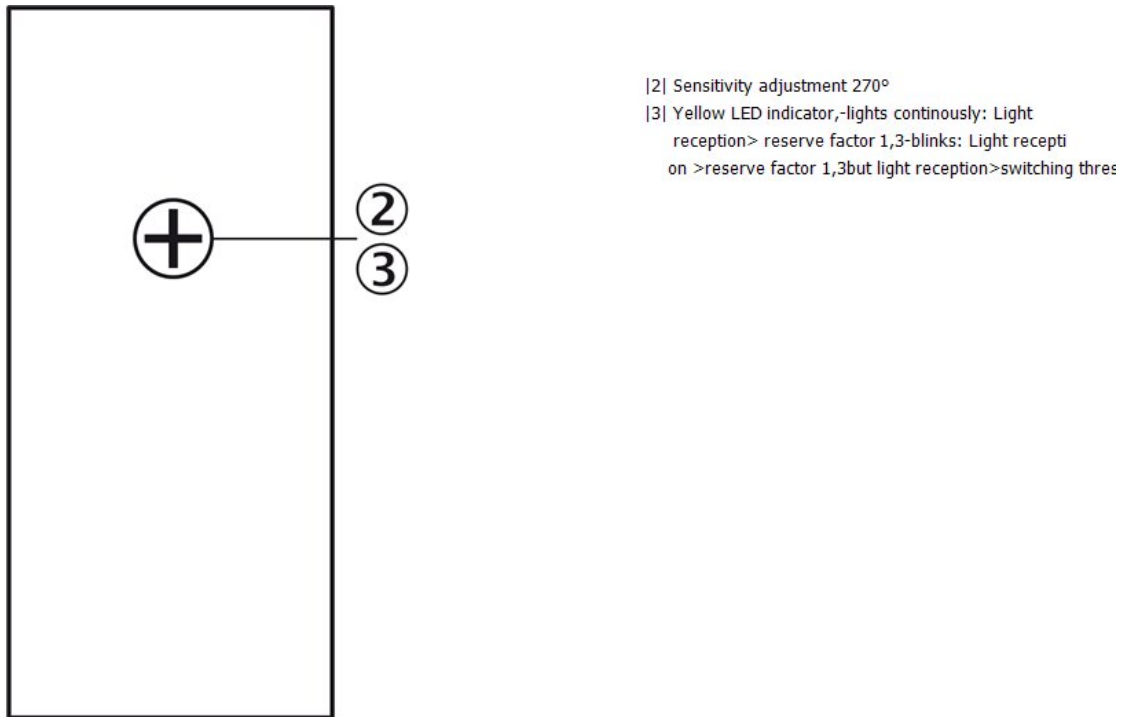 ②
③
|2| Sensitivity adjustment 270º
|3| Yellow LED indicator,-lights continously: Light
reception> reserve factor 1,3-blinks: Light recepti
on >reserve factor 1,3but light reception>switching thres